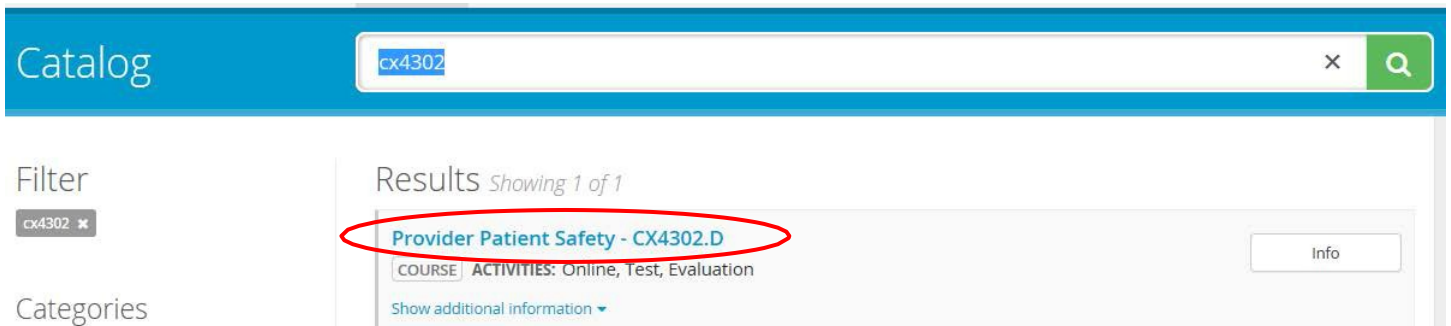 Catalog
cx4302
Filter
cx4302
Results Showing 1 of 1
Provider Patient Safety - CX4302.D
COURSE ACTIVITIES: Online, Test, Evaluation
Info
Show additional information
Categories